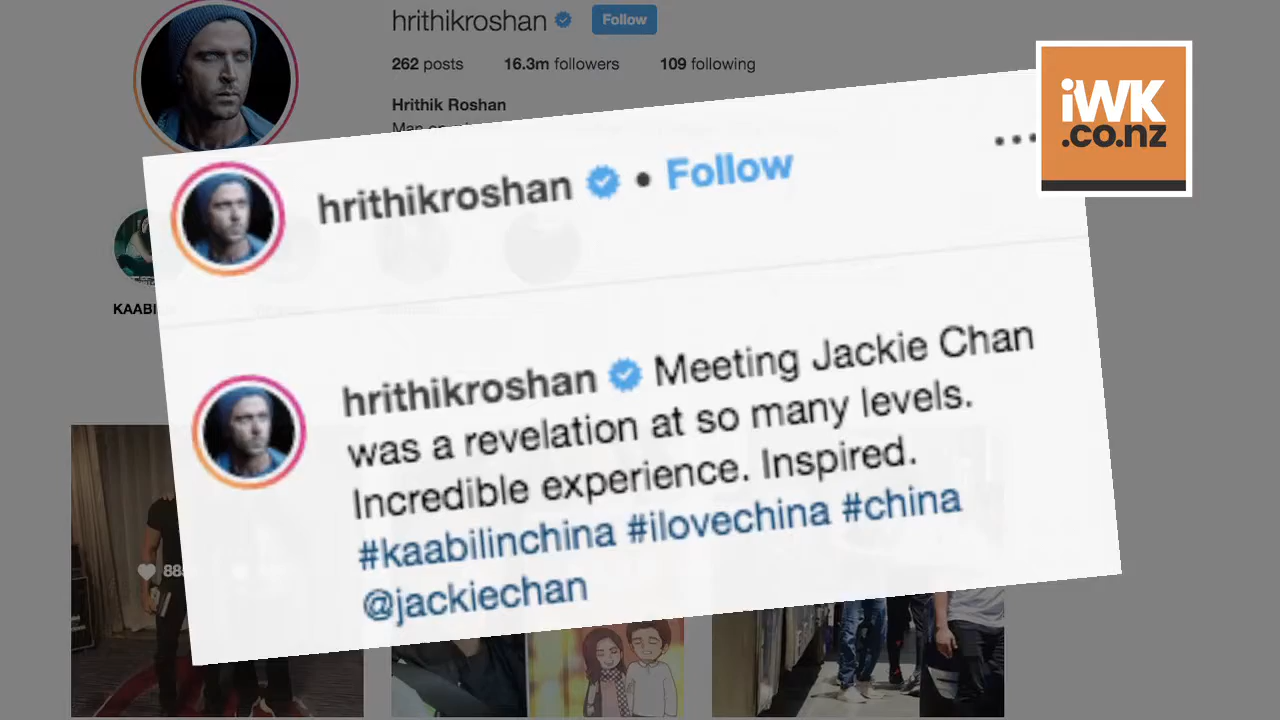 hrithikroshan Follow
262 posts 16.3m followers 109 following
Hrithik Roshan
iWK
.co.nz
hrithikroshan • Follow
hrithikroshan Meeting Jackie Chan
was a revelation at so many levels.
Incredible experience. Inspired.
#kaabilinchina #ilovechina #china
@jackiechan